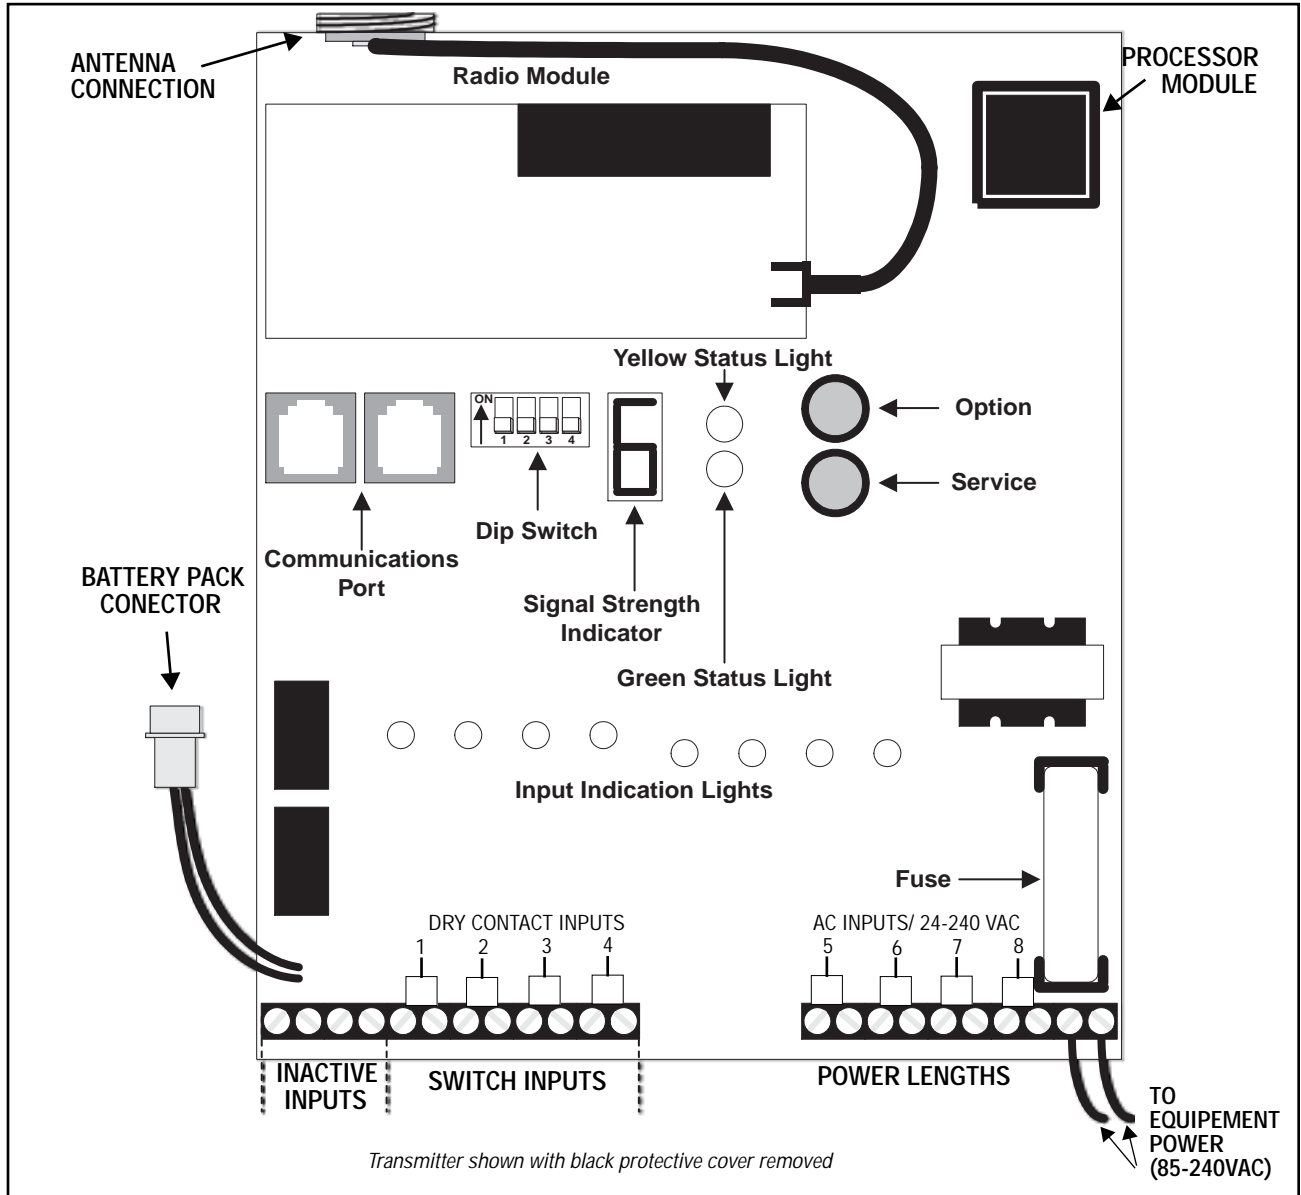 ANTENNA
CONNECTION
Radio Module
PROCESSOR
MODULE
Yellow Status Light
ON
1 2 3 4
6
Option
Service
Dip Switch
Communications
Port
Signal Strength
Indicator
Green Status Light
BATTERY PACK
CONECTOR
Input Indication Lights
Fuse
DRY CONTACT INPUTS
1 2 3 4
AC INPUTS/ 24-240 VAC
5 6 7 8
INACTIVE
INPUTS
SWITCH INPUTS
POWER LENGTHS
TO
EQUIPEMENT
POWER
(85-240VAC)
Transmitter shown with black protective cover removed